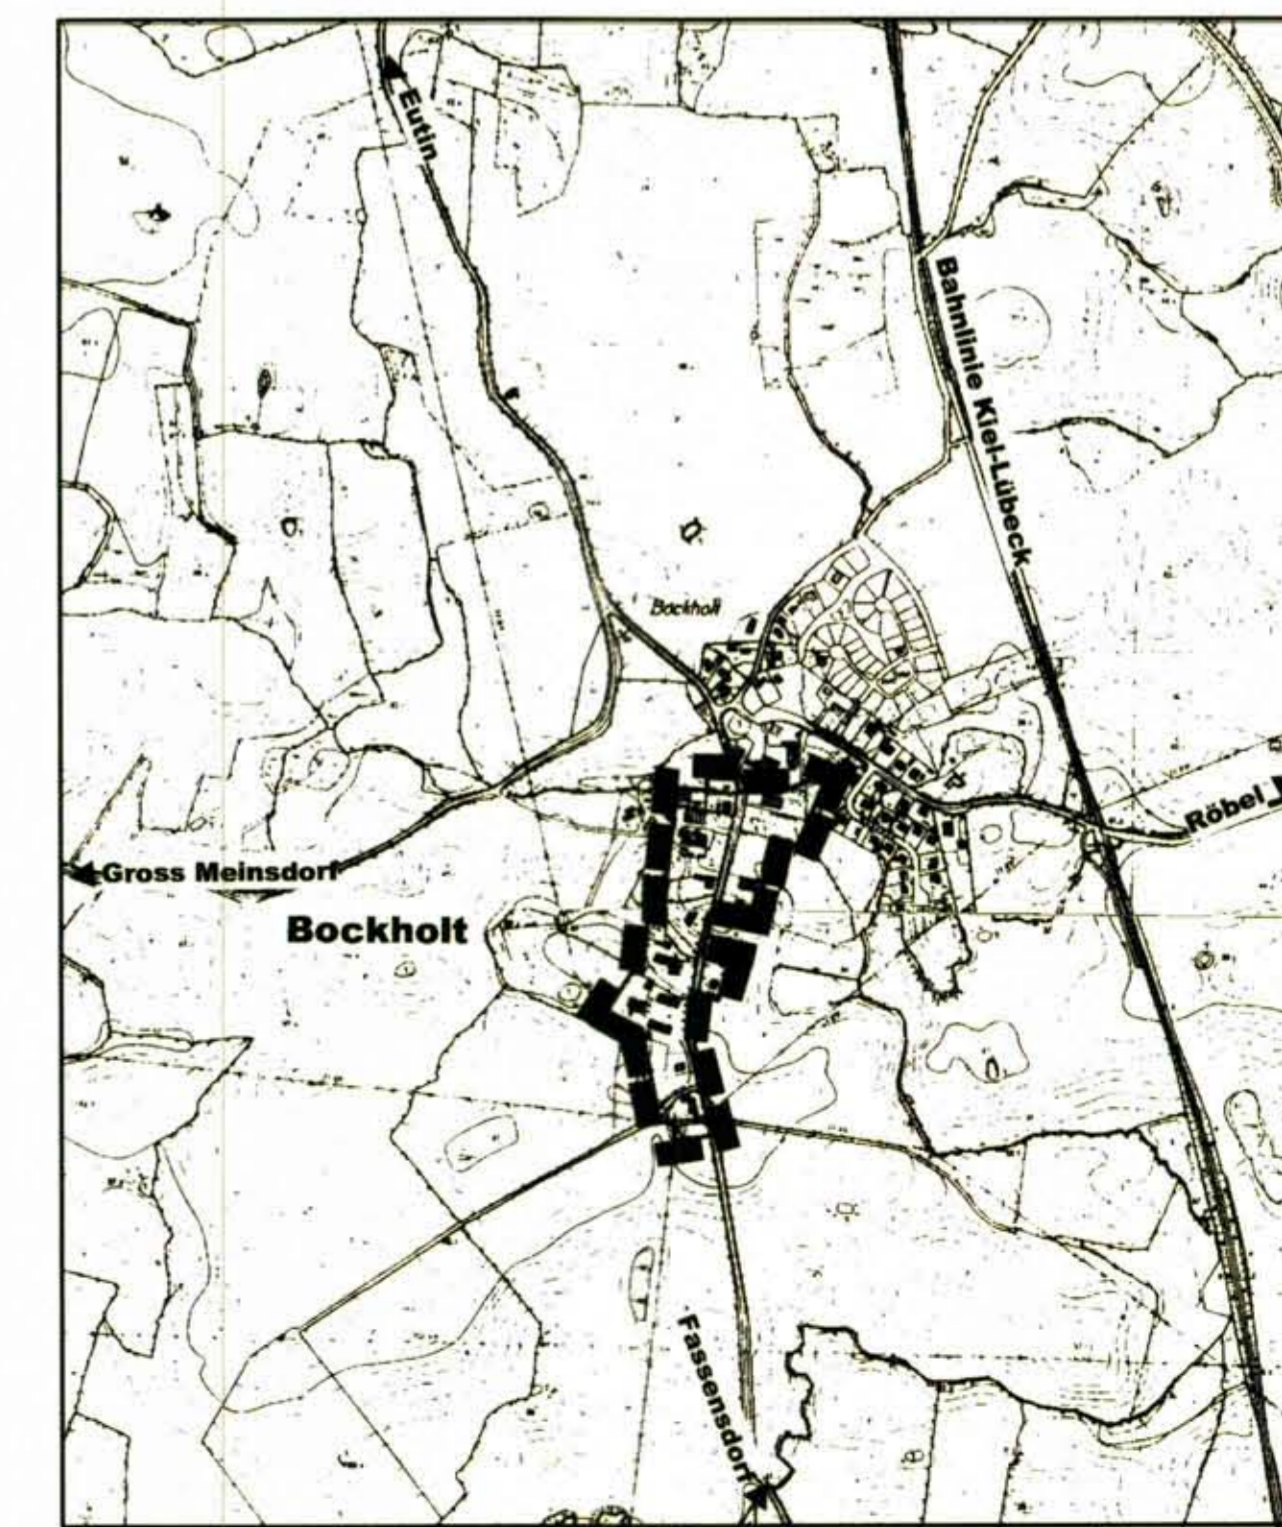 Eutin
Bahnlinie Kiel-Lübeck
Bockholt
Röbel
Gross Meinsdorf
Bockholt
Fassensdorf